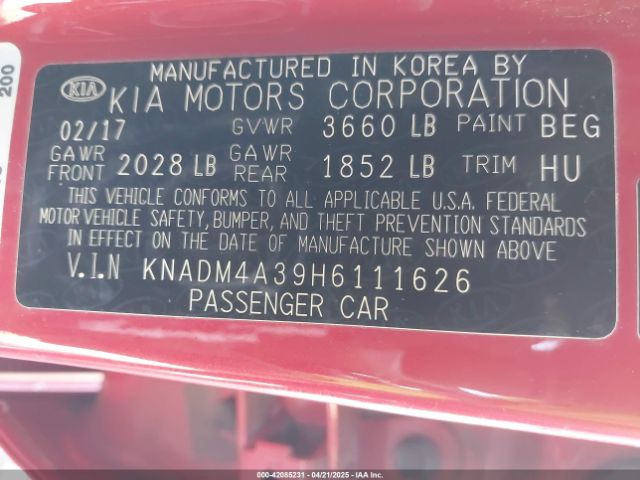 MANUFACTURED IN KOREA BY
KIA KIA MOTORS CORPORATION
02/17 GVWR 3660 LB PAINT BEG
GAWR FRONT 2028 LB GAWR REAR 1852 LB TRIM HU
THIS VEHICLE CONFORMS TO ALL APPLICABLE U.S.A. FEDERAL
MOTOR VEHICLE SAFETY, BUMPER, AND THEFT PREVENTION STANDARDS
IN EFFECT ON THE DATE OF MANUFACTURE SHOWN ABOVE
V.I.N KNADM4A39H6111626
PASSENGER CAR
200
000-42085231 - 04/21/2025 - IAA, Inc.